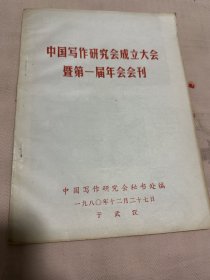 中国写作研究会成立大会
暨第一届年会会刊
中国写作研究会秘书处编
一九八〇年十二月二十七日
于武汉